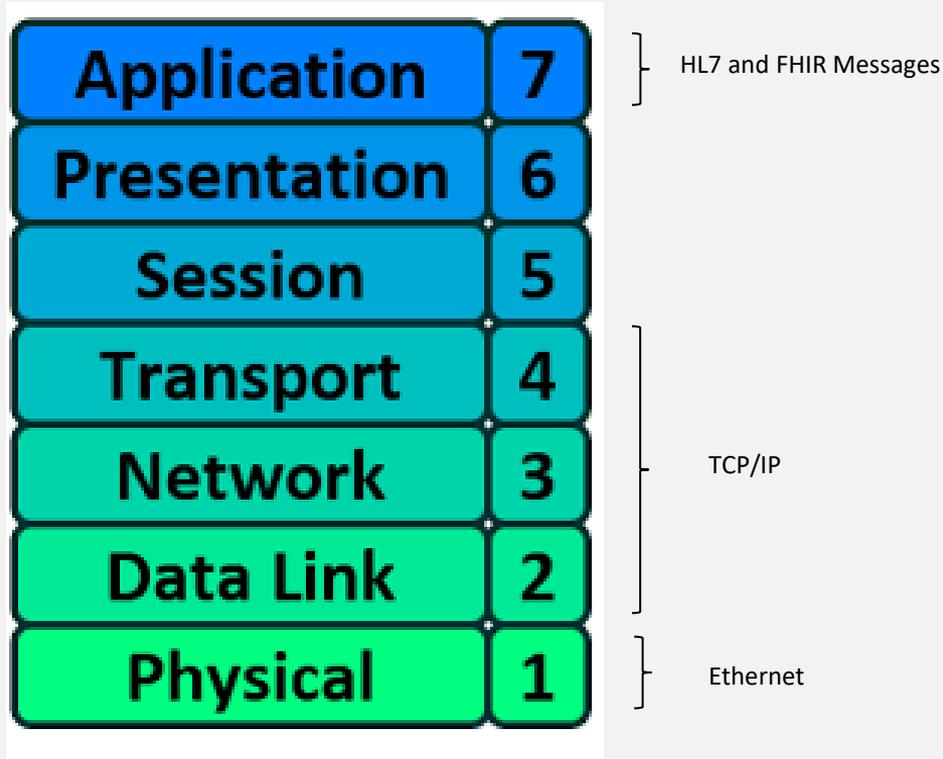 Application 7 HL7 and FHIR Messages
Presentation 6
Session 5
Transport 4
Network 3 TCP/IP
Data Link 2
Physical 1 Ethernet